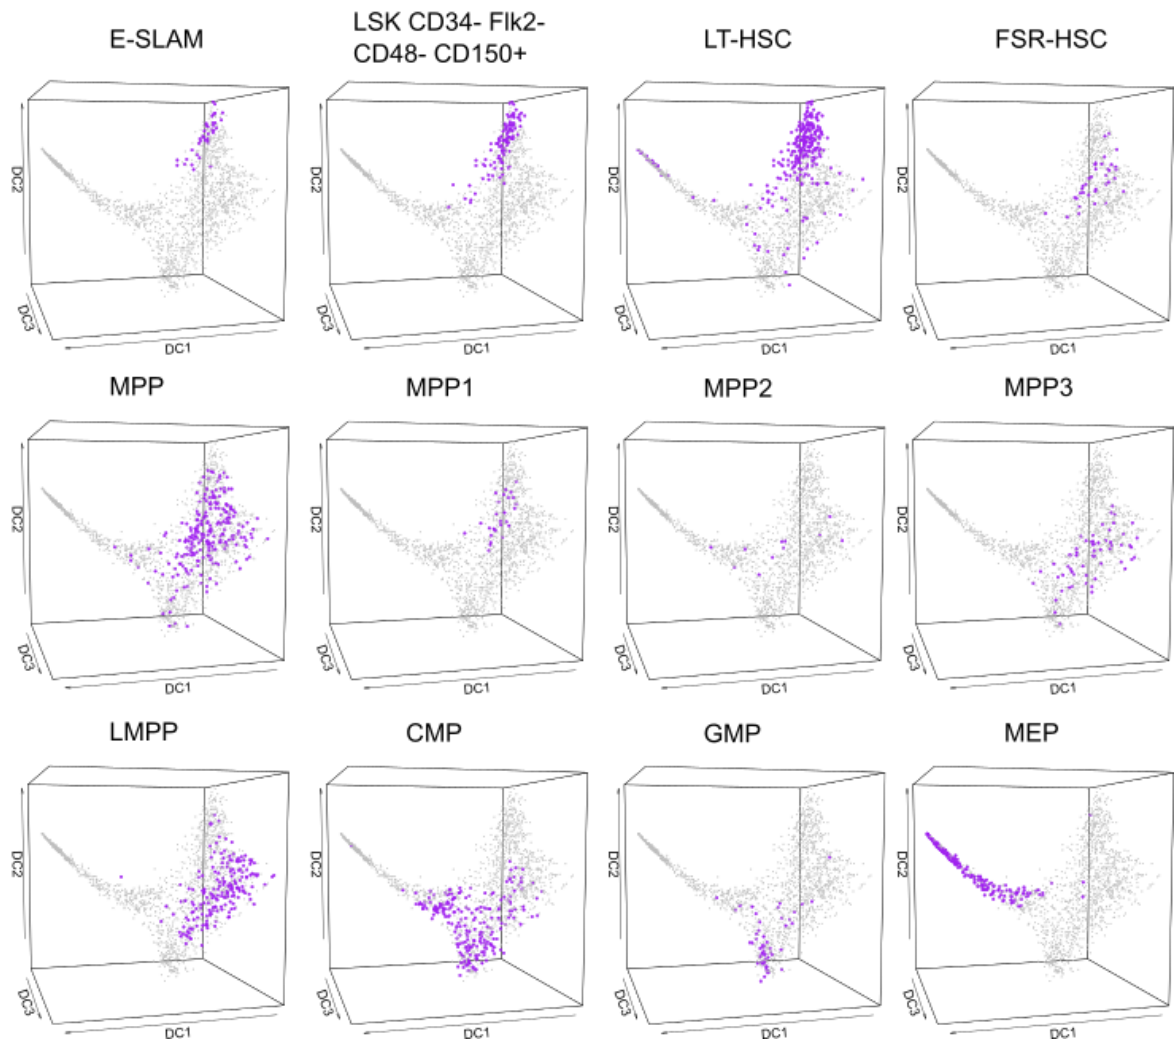 E-SLAM
LSK CD34- Flk2-
CD48- CD150+
LT-HSC
FSR-HSC
DC2
DC3
DC1
DC2
DC3
DC1
DC2
DC3
DC1
DC2
DC3
DC1
MPP
MPP1
MPP2
MPP3
DC2
DC3
DC1
DC2
DC3
DC1
DC2
DC3
DC1
DC2
DC3
DC1
LMPP
CMP
GMP
MEP
DC2
DC3
DC1
DC2
DC3
DC1
DC2
DC3
DC1
DC2
DC3
DC1